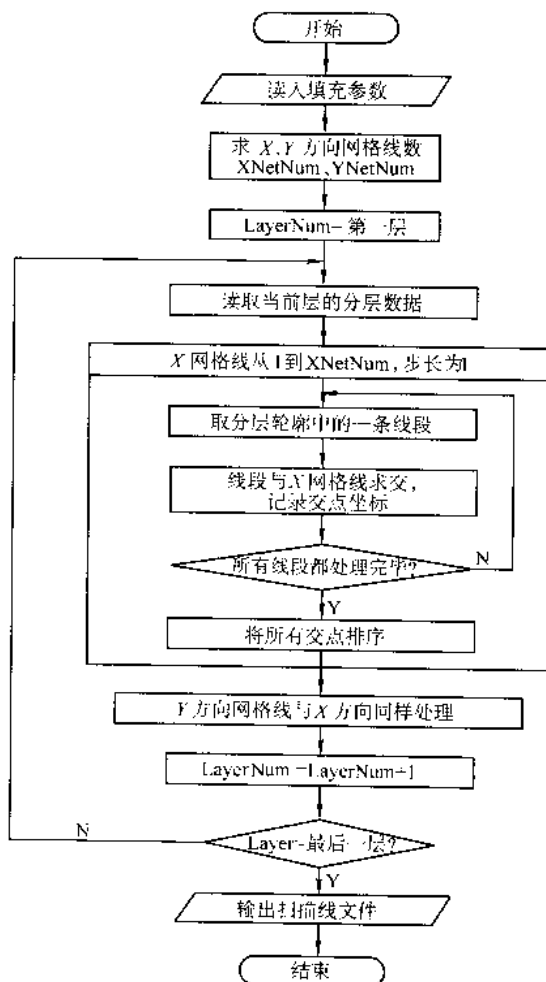 开始
读入填充参数
求 X、Y 方向网格线数
XNetNum、YNetNum
LayerNum=第一层
读取当前层的分层数据
X 网格线从1到XNetNum，步长为1
取分层轮廓中的一条线段
线段与X网格线求交，
记录交点坐标
所有线段都处理完毕?
N
Y
将所有交点排序
Y 方向网格线与X 方向同样处理
LayerNum=LayerNum+1
N
Layer=最后一层?
Y
输出扫描线文件
结束